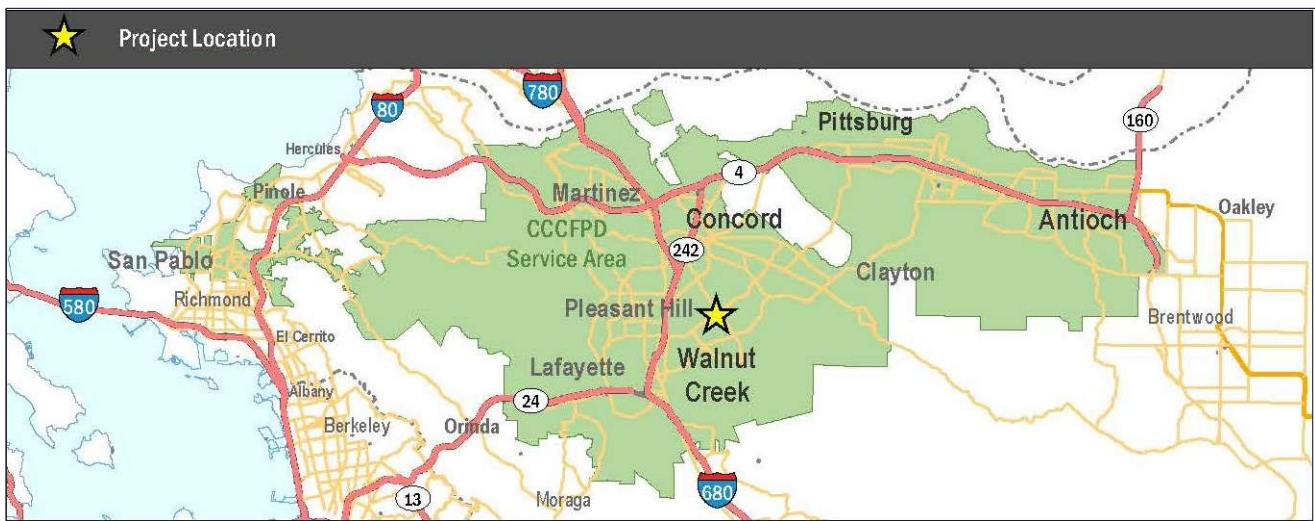 Project Location
780
80
160
Pittsburg
Hercules
4
Pinole
Martinez
Oakley
Concord
Antioch
CCCFPD
Service Area
242
San Pablo
Clayton
Richmond
580
Pleasant Hill
Brentwood
El Cerrito
Walnut
Creek
Lafayette
Albany
24
Berkeley
Orinda
680
13
Moraga